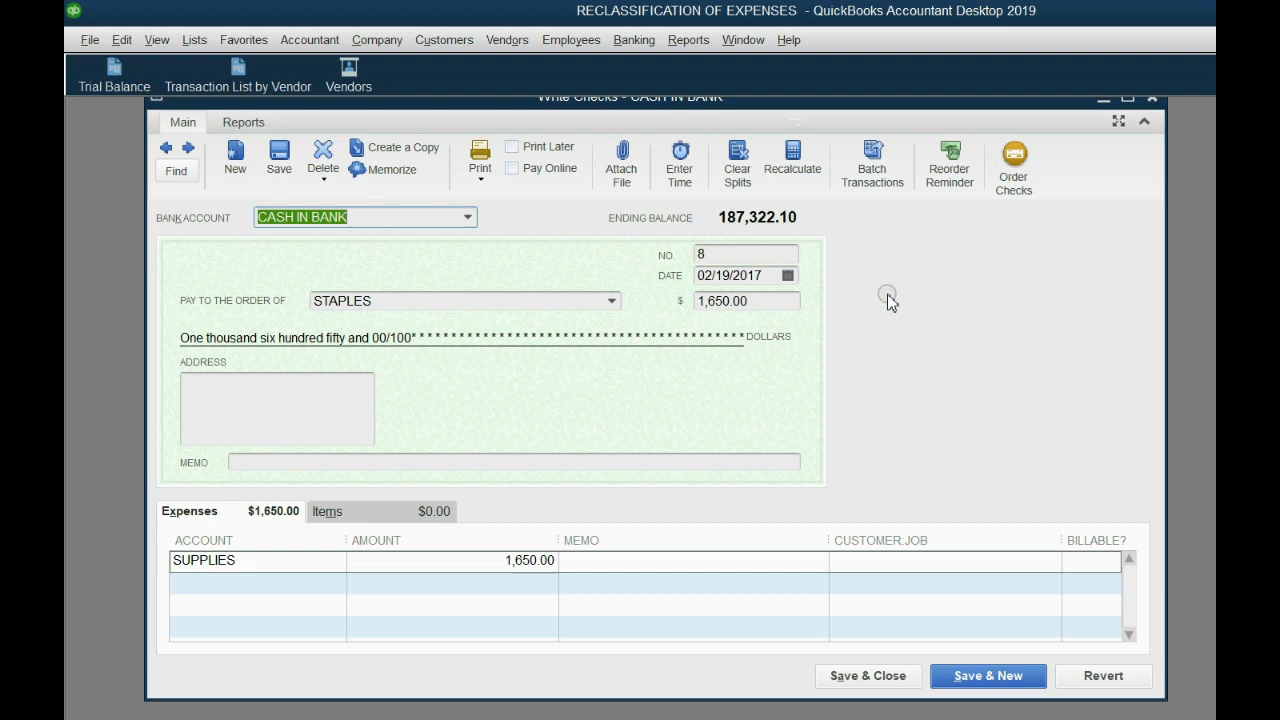 RECLASSIFICATION OF EXPENSES - QuickBooks Accountant Desktop 2019
File Edit View Lists Favorites Accountant Company Customers Vendors Employees Banking Reports Window Help
Trial Balance Transaction List by Vendor Vendors
Write Checks - CASH IN BANK
Main Reports
Find New Save Delete Create a Copy Memorize Print Print Later Pay Online Attach File Enter Time Clear Splits Recalculate Batch Transactions Reorder Reminder Order Checks
BANK ACCOUNT CASH IN BANK ENDING BALANCE 187,322.10
NO. 8
DATE 02/19/2017
PAY TO THE ORDER OF STAPLES $ 1,650.00
One thousand six hundred fifty and 00/100* * * * * * * * * * * * * * * * * * * * * * * * * * * * * * * * * * * * * * * * * * DOLLARS
ADDRESS
MEMO
Expenses $1,650.00 Items $0.00
ACCOUNT AMOUNT MEMO CUSTOMER:JOB BILLABLE?
SUPPLIES 1,650.00
Save & Close Save & New Revert